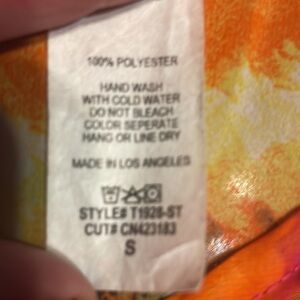 100% POLYESTER
HAND WASH
WITH COLD WATER
DO NOT BLEACH
COLOR SEPERATE
HANG OR LINE DRY
MADE IN LOS ANGELES
STYLE# T1928-ST
CUT# CN423183
S